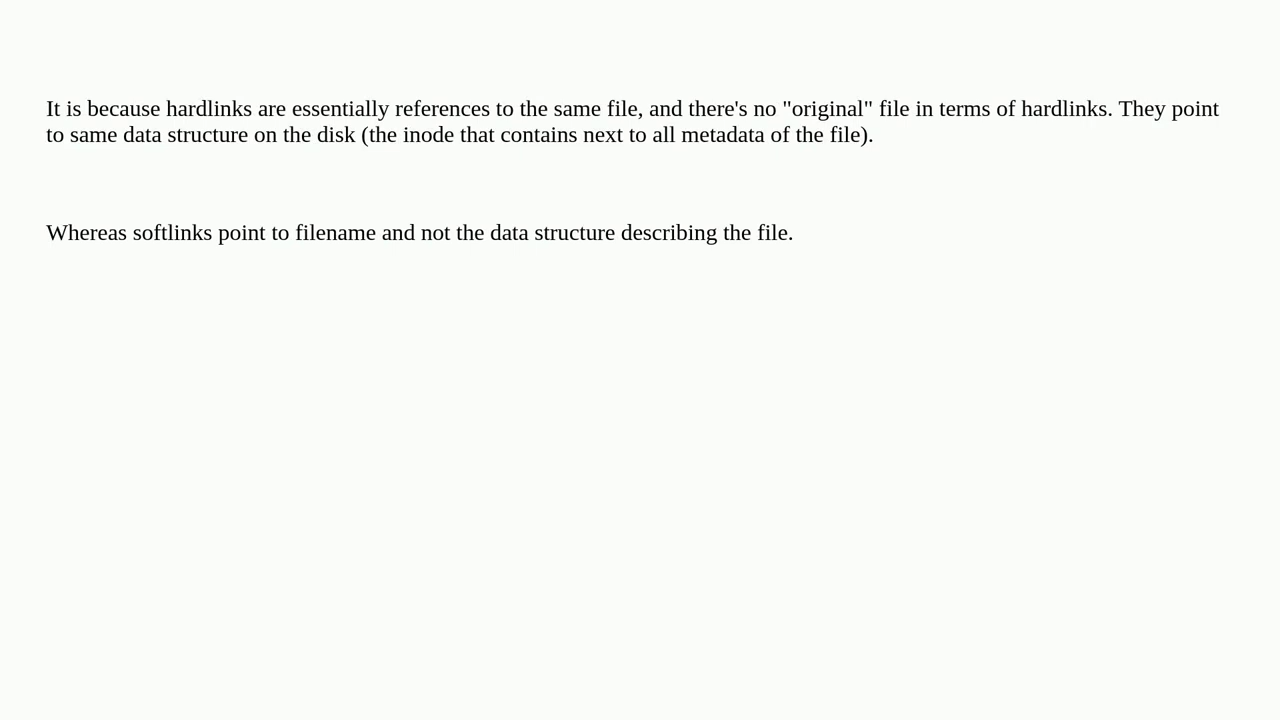 It is because hardlinks are essentially references to the same file, and there's no "original" file in terms of hardlinks. They point
to same data structure on the disk (the inode that contains next to all metadata of the file).
Whereas softlinks point to filename and not the data structure describing the file.